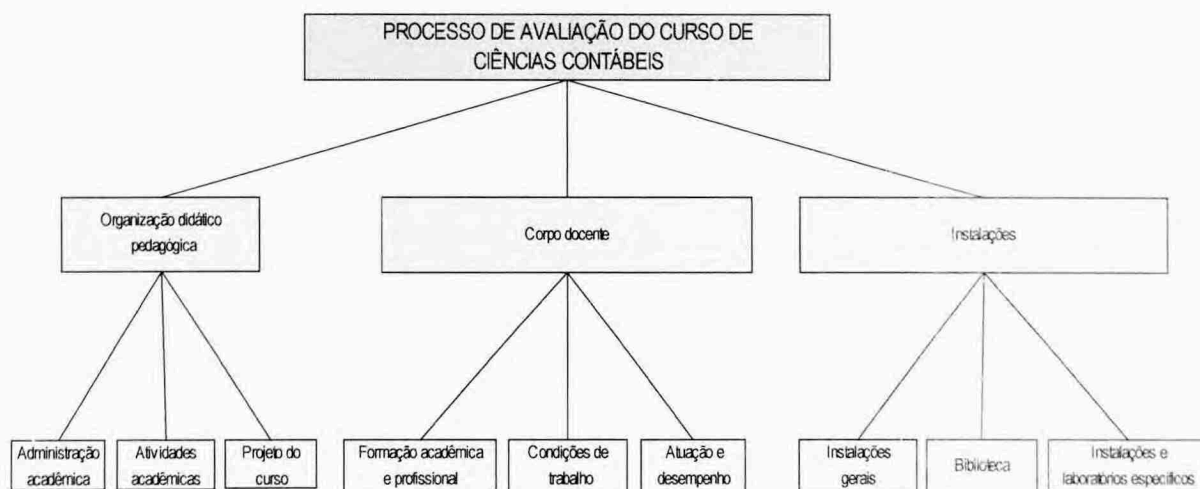 PROCESSO DE AVALIAÇÃO DO CURSO DE
CIÊNCIAS CONTÁBEIS
Organização didático
pedagógica
Corpo docente
Instalações
Administração
acadêmica
Atividades
acadêmicas
Projeto do
curso
Formação acadêmica
e profissional
Condições de
trabalho
Atuação e
desempenho
Instalações
gerais
Biblioteca
Instalações e
laboratórios específicos